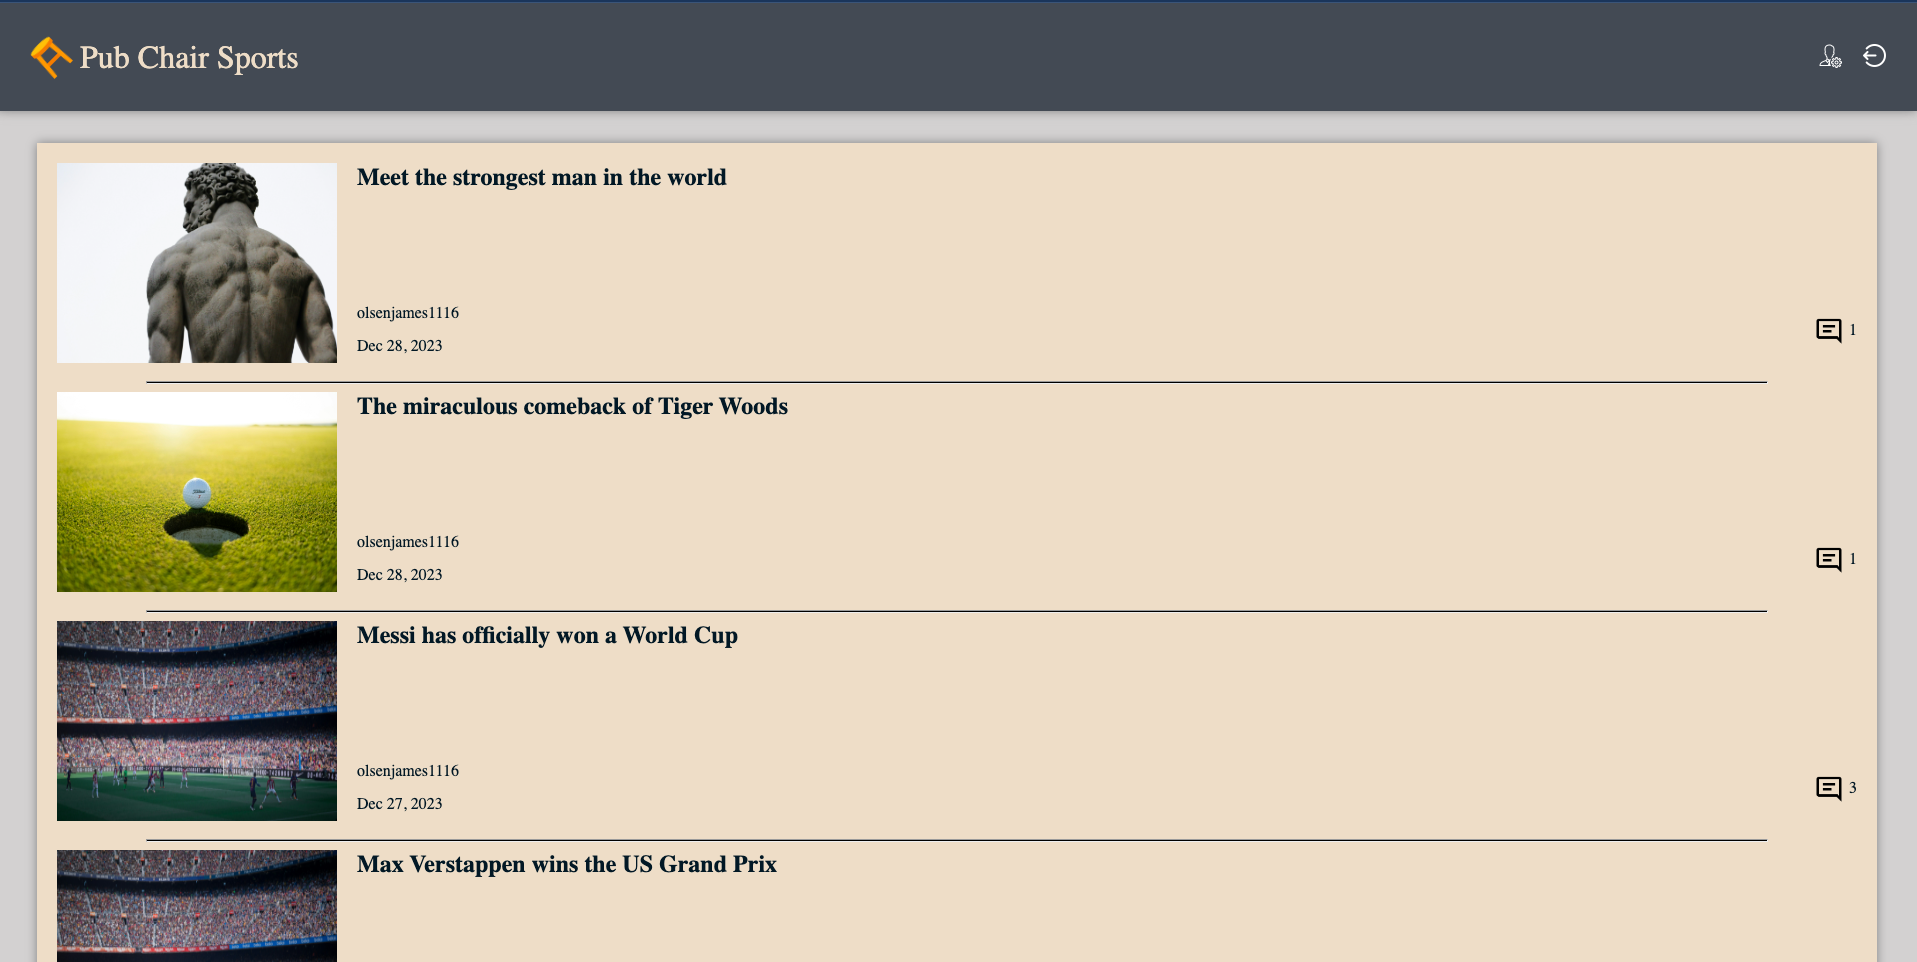 Pub Chair Sports
Meet the strongest man in the world
olsenjames1116
Dec 28, 2023
1
The miraculous comeback of Tiger Woods
olsenjames1116
Dec 28, 2023
1
Messi has officially won a World Cup
olsenjames1116
Dec 27, 2023
3
Max Verstappen wins the US Grand Prix